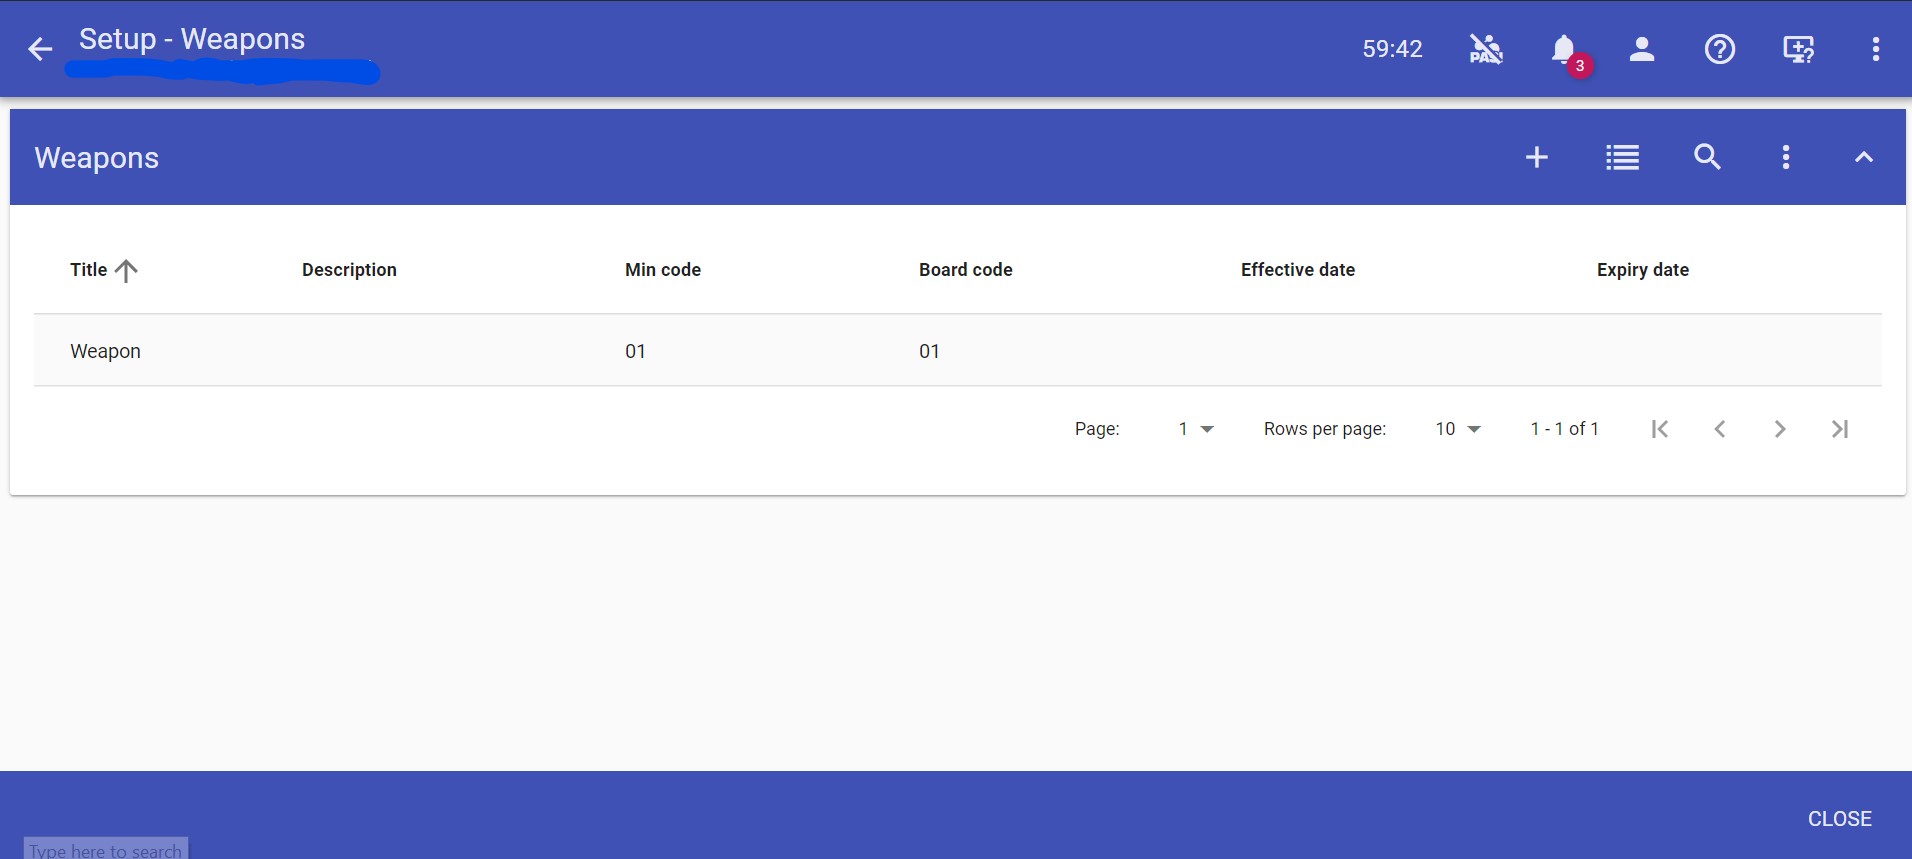 Setup - Weapons
59:42
PAST
3
Weapons
Title Description Min code Board code Effective date Expiry date
Weapon 01 01
Page: 1 Rows per page: 10 1 - 1 of 1
CLOSE
Type here to search